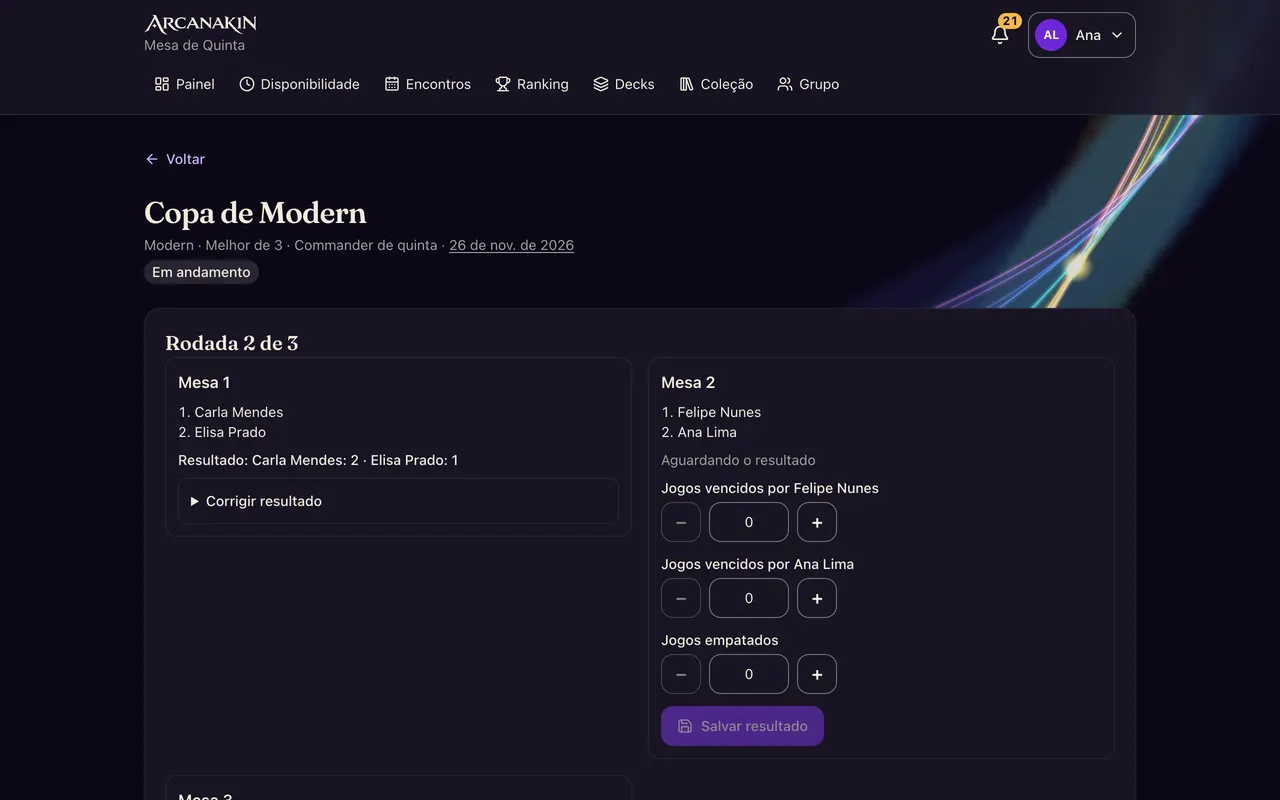 ARCANAKIN
Mesa de Quinta
21
AL Ana
Painel Disponibilidade Encontros Ranking Decks Coleção Grupo
← Voltar
Copa de Modern
Modern · Melhor de 3 · Commander de quinta · 26 de nov. de 2026
Em andamento
Rodada 2 de 3
Mesa 1
1. Carla Mendes
2. Elisa Prado
Resultado: Carla Mendes: 2 · Elisa Prado: 1
▶ Corrigir resultado
Mesa 2
1. Felipe Nunes
2. Ana Lima
Aguardando o resultado
Jogos vencidos por Felipe Nunes
− 0 +
Jogos vencidos por Ana Lima
− 0 +
Jogos empatados
− 0 +
Salvar resultado
Mesa 3